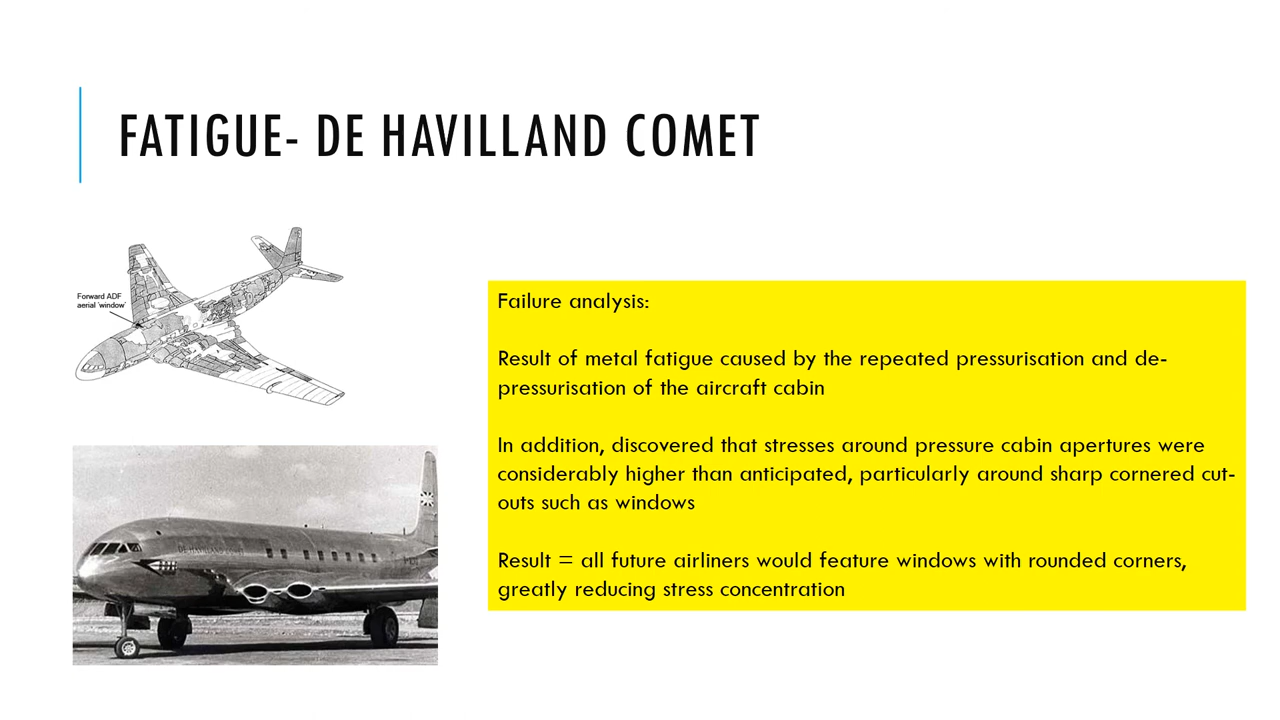 FATIGUE- DE HAVILLAND COMET
Forward ADF
aerial 'window'
Failure analysis:
Result of metal fatigue caused by the repeated pressurisation and de-
pressurisation of the aircraft cabin
In addition, discovered that stresses around pressure cabin apertures were
considerably higher than anticipated, particularly around sharp cornered cut-
outs such as windows
Result = all future airliners would feature windows with rounded corners,
greatly reducing stress concentration